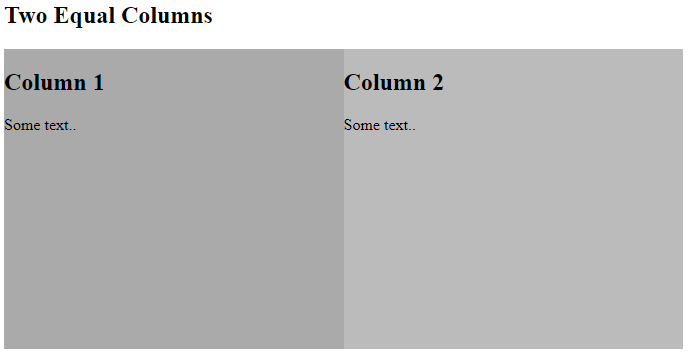 Two Equal Columns
Column 1
Some text..
Column 2
Some text..